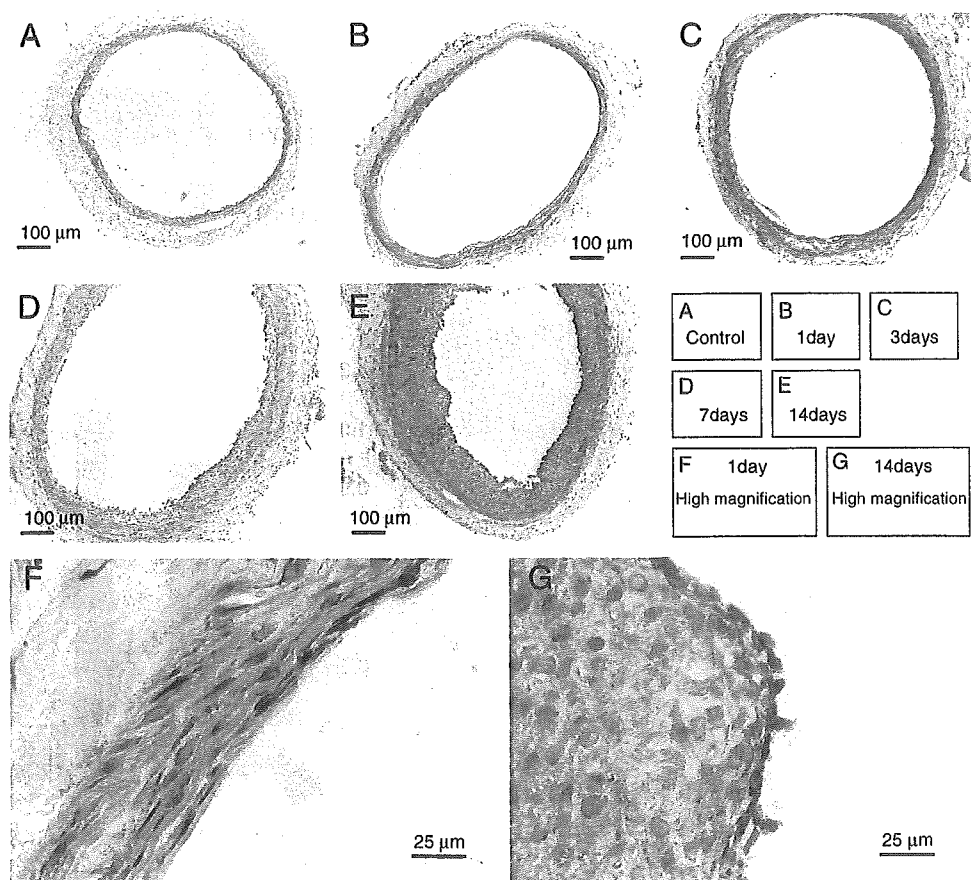 A
B
C
100 μm
100 μm
100 μm
D
E
100 μm
100 μm
A
Control
B
1day
C
3days
D
7days
E
14days
F
1day
High magnification
G
14days
High magnification
F
G
25 μm
25 μm